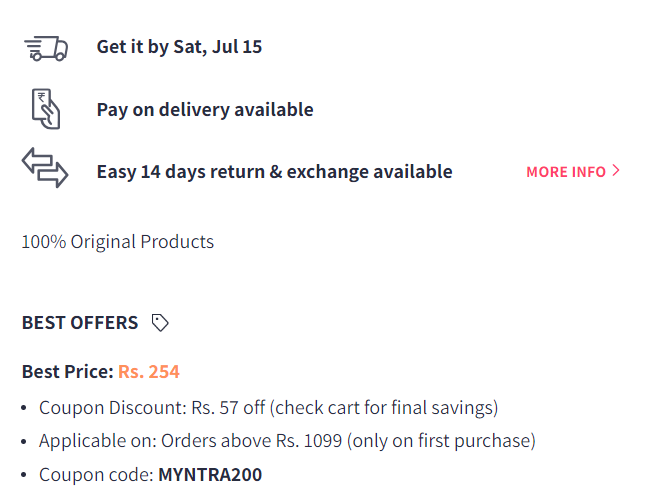 Get it by Sat, Jul 15
₹
Pay on delivery available
Easy 14 days return & exchange available MORE INFO >
100% Original Products
BEST OFFERS
Best Price: Rs. 254
• Coupon Discount: Rs. 57 off (check cart for final savings)
• Applicable on: Orders above Rs. 1099 (only on first purchase)
• Coupon code: MYNTRA200